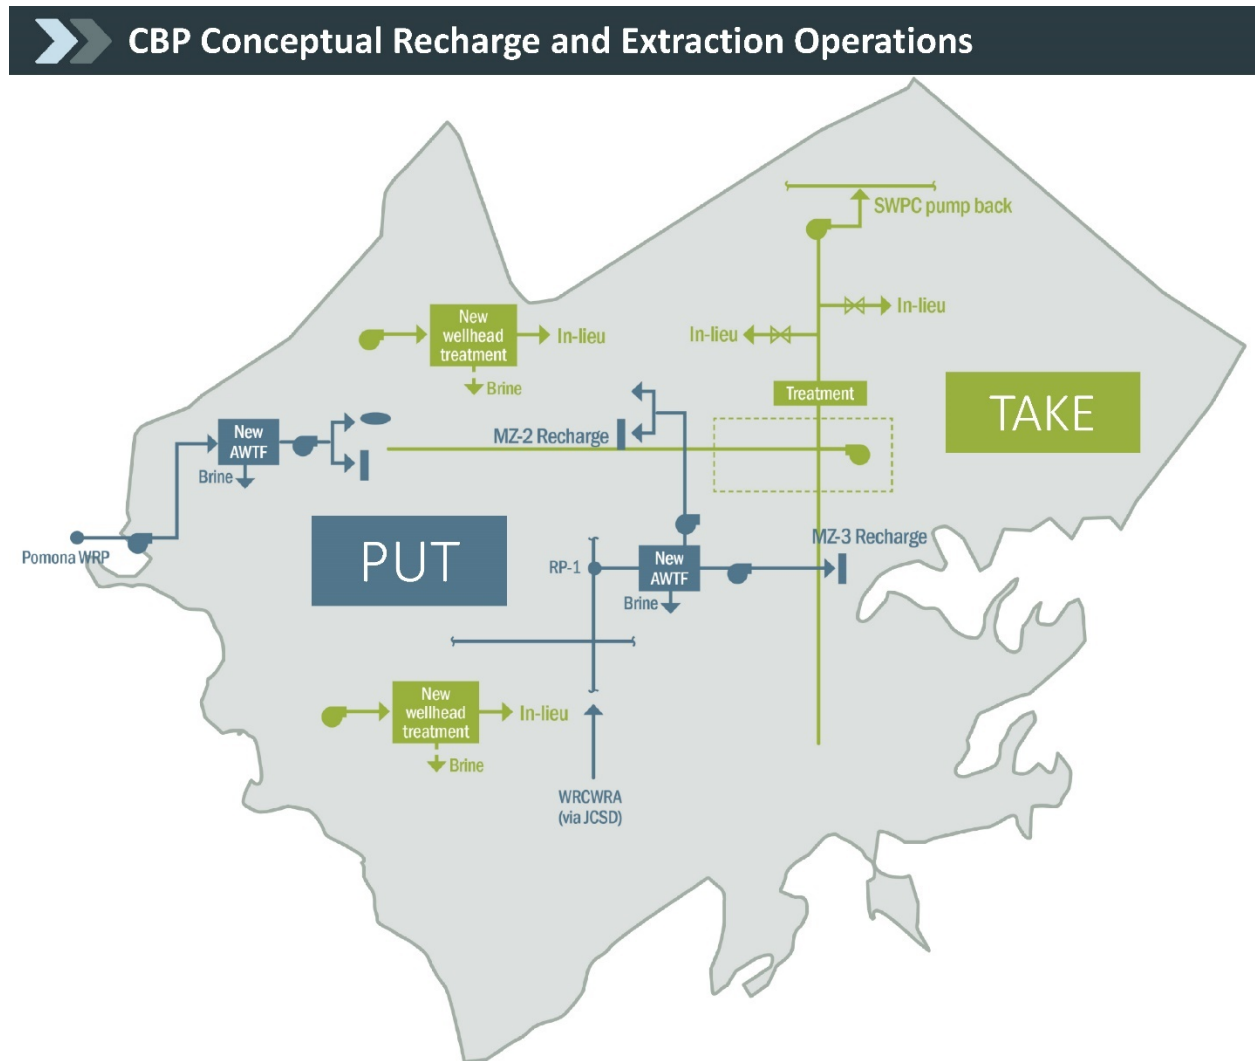 CBP Conceptual Recharge and Extraction Operations
SWPC pump back
In-lieu
In-lieu
New
wellhead
treatment
In-lieu
Brine
Treatment
TAKE
New
AWTF
Brine
MZ-2 Recharge
Pomona WRP
PUT
MZ-3 Recharge
RP-1
New
AWTF
Brine
New
wellhead
treatment
In-lieu
Brine
WRCWRA
(via JCSD)